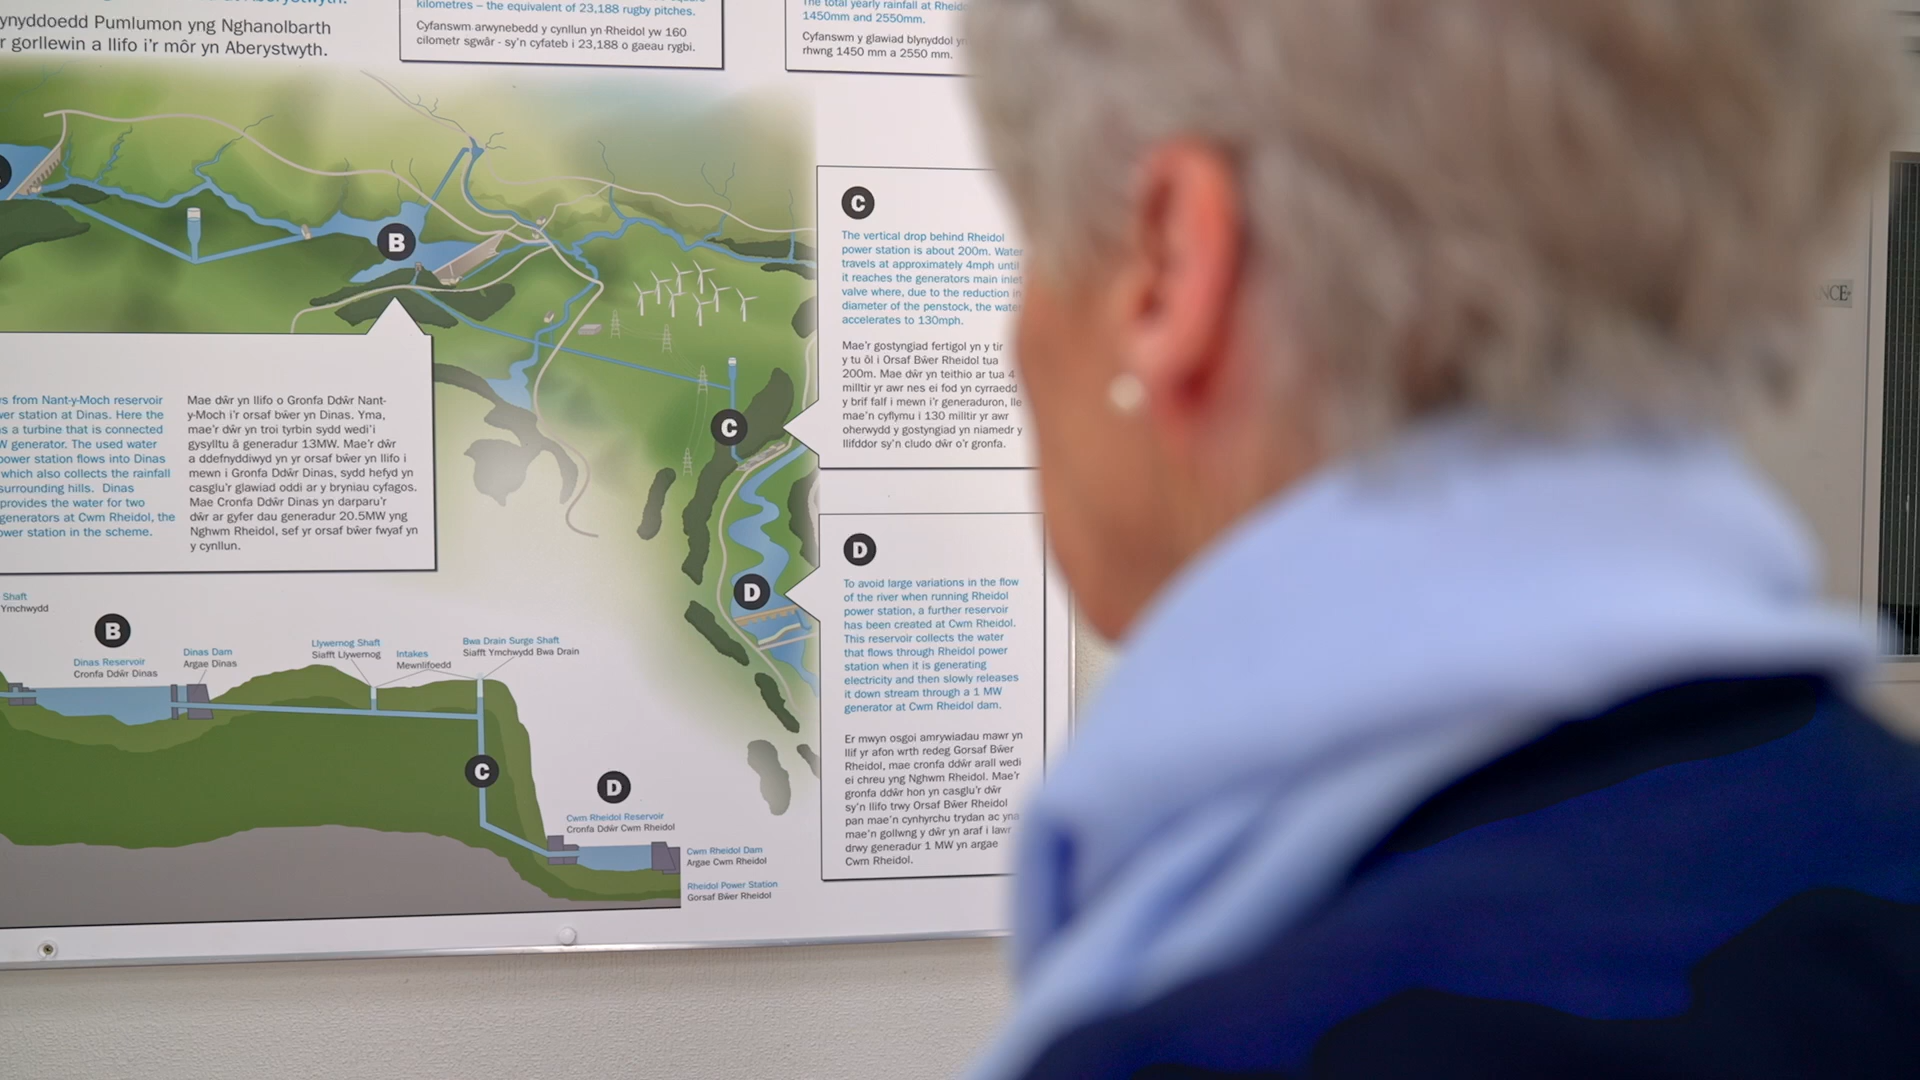 ynyddoedd Pumlumon yng Nghanolbarth
r gorllewin a llifo i'r môr yn Aberystwyth.
kilometres – the equivalent of 23,188 rugby pitches.
Cyfanswm arwynebedd y cynllun yn Rheidol yw 160
cilometr sgwâr - sy'n cyfateb i 23,188 o gaeau rygbi.
The total yearly rainfall at Rheido
1450mm and 2550mm.
Cyfanswm y glawiad blynyddol yn
rhwng 1450 mm a 2550 mm.
B
C
The vertical drop behind Rheidol
power station is about 200m. Water
travels at approximately 4mph until
it reaches the generators main inlet
valve where, due to the reduction in
diameter of the penstock, the water
accelerates to 130mph.
Mae'r gostyngiad fertigol yn y tir
y tu ôl i Orsaf Bŵer Rheidol tua
200m. Mae dŵr yn teithio ar tua 4
milltir yr awr nes ei fod yn cyrraedd
y brif falf i mewn i'r generaduron, lle
mae'n cyflymu i 130 milltir yr awr
oherwydd y gostyngiad yn niamedr y
llifddor sy'n cludo dŵr o'r gronfa.
C
s from Nant-y-Moch reservoir
er station at Dinas. Here the
s a turbine that is connected
W generator. The used water
power station flows into Dinas
which also collects the rainfall
surrounding hills. Dinas
provides the water for two
generators at Cwm Rheidol, the
ower station in the scheme.
Mae dŵr yn llifo o Gronfa Ddŵr Nant-
y-Moch i'r orsaf bŵer yn Dinas. Yma,
mae'r dŵr yn troi tyrbin sydd wedi'i
gysylltu â generadur 13MW. Mae'r dŵr
a ddefnyddiwyd yn yr orsaf bŵer yn llifo i
mewn i Gronfa Ddŵr Dinas, sydd hefyd yn
casglu'r glawiad oddi ar y bryniau cyfagos.
Mae Cronfa Ddŵr Dinas yn darparu'r
dŵr ar gyfer dau generadur 20.5MW yng
Nghwm Rheidol, sef yr orsaf bŵer fwyaf yn
y cynllun.
D
D
To avoid large variations in the flow
of the river when running Rheidol
power station, a further reservoir
has been created at Cwm Rheidol.
This reservoir collects the water
that flows through Rheidol power
station when it is generating
electricity and then slowly releases
it down stream through a 1 MW
generator at Cwm Rheidol dam.
Er mwyn osgoi amrywiadau mawr yn
llif yr afon wrth redeg Gorsaf Bŵer
Rheidol, mae cronfa ddŵr arall wedi
ei chreu yng Nghwm Rheidol. Mae'r
gronfa ddŵr hon yn casglu'r dŵr
sy'n llifo trwy Orsaf Bŵer Rheidol
pan mae'n cynhyrchu trydan ac yna
mae'n gollwng y dŵr yn araf i lawr
drwy generadur 1 MW yn argae
Cwm Rheidol.
Shaft
Ymchwydd
B
Dinas Reservoir
Cronfa Ddŵr Dinas
Dinas Dam
Argae Dinas
Llywernog Shaft
Siafft Llywernog
Intakes
Mewnlifoedd
Bwa Drain Surge Shaft
Siafft Ymchwydd Bwa Drain
C
D
Cwm Rheidol Reservoir
Cronfa Ddŵr Cwm Rheidol
Cwm Rheidol Dam
Argae Cwm Rheidol
Rheidol Power Station
Gorsaf Bŵer Rheidol